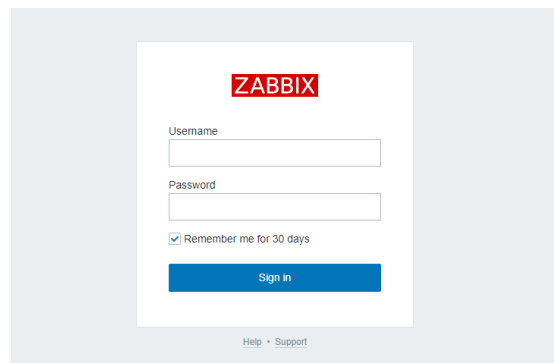 ZABBIX
Username
Password
Remember me for 30 days
Sign in
Help • Support